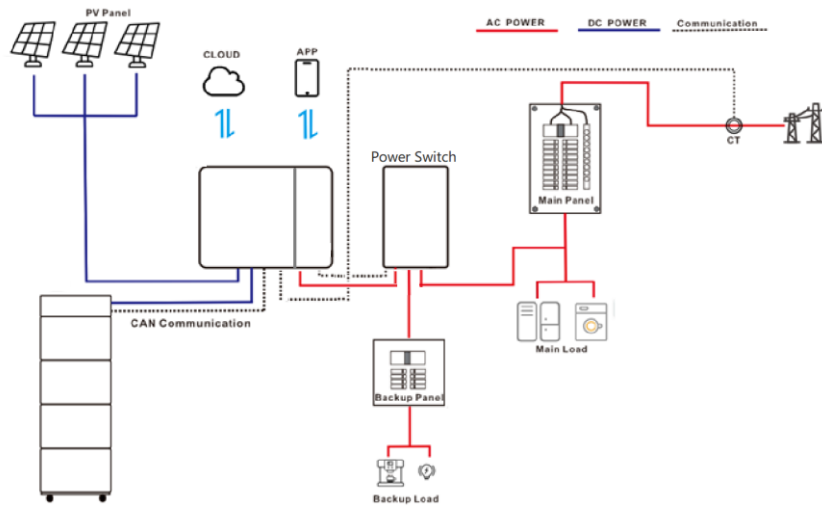 PV Panel
AC POWER
DC POWER
Communication
CLOUD
APP
Power Switch
CT
Main Panel
CAN Communication
Main Load
Backup Panel
Backup Load